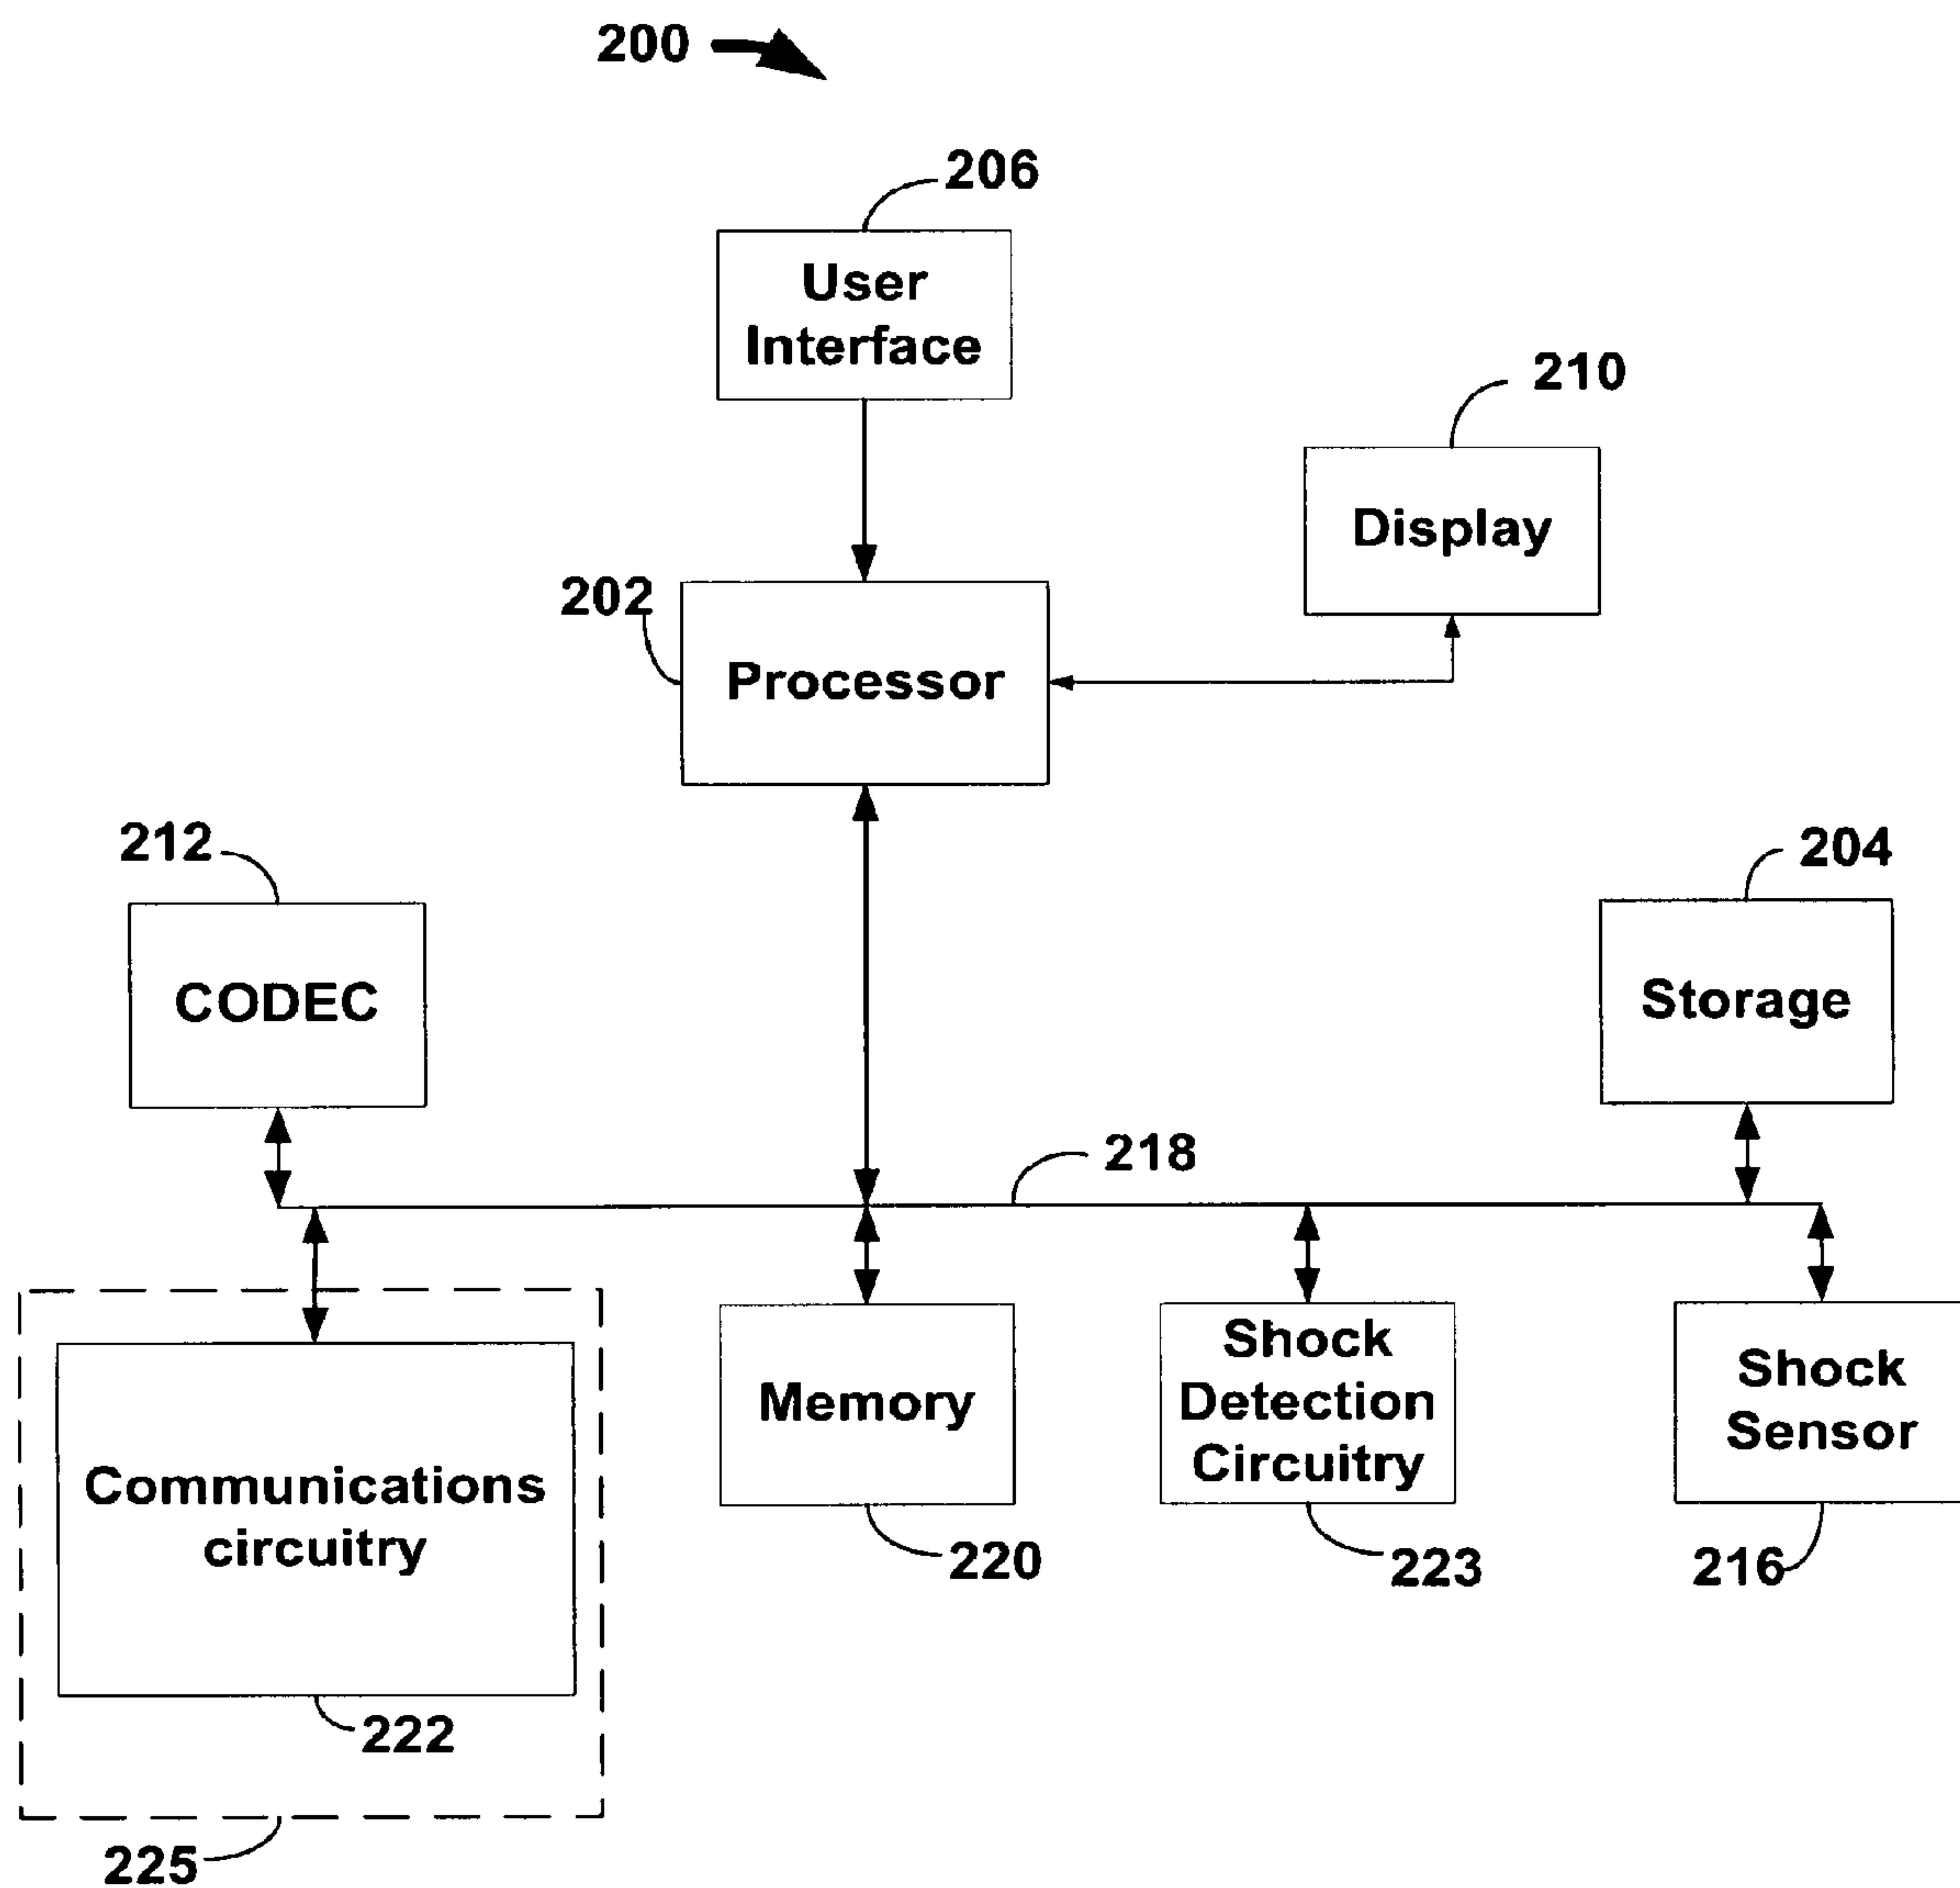 200
206
User
Interface
210
Display
202
Processor
212
CODEC
204
Storage
218
Communications
circuitry
222
225
Memory
220
Shock
Detection
Circuitry
223
Shock
Sensor
216